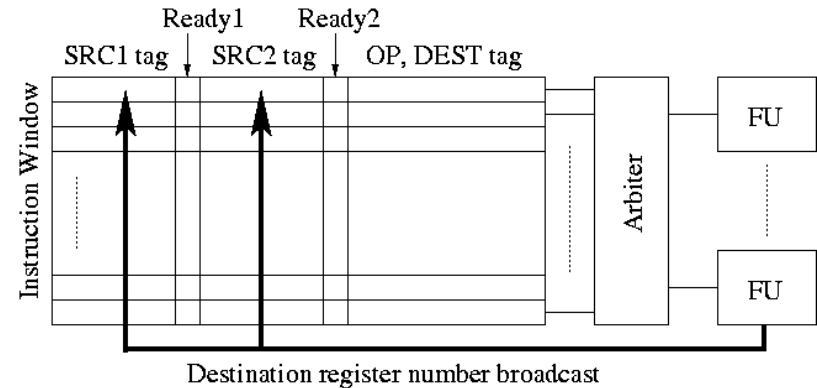 Ready1
Ready2
SRC1 tag
SRC2 tag
OP, DEST tag
Instruction Window
Arbiter
FU
FU
Destination register number broadcast